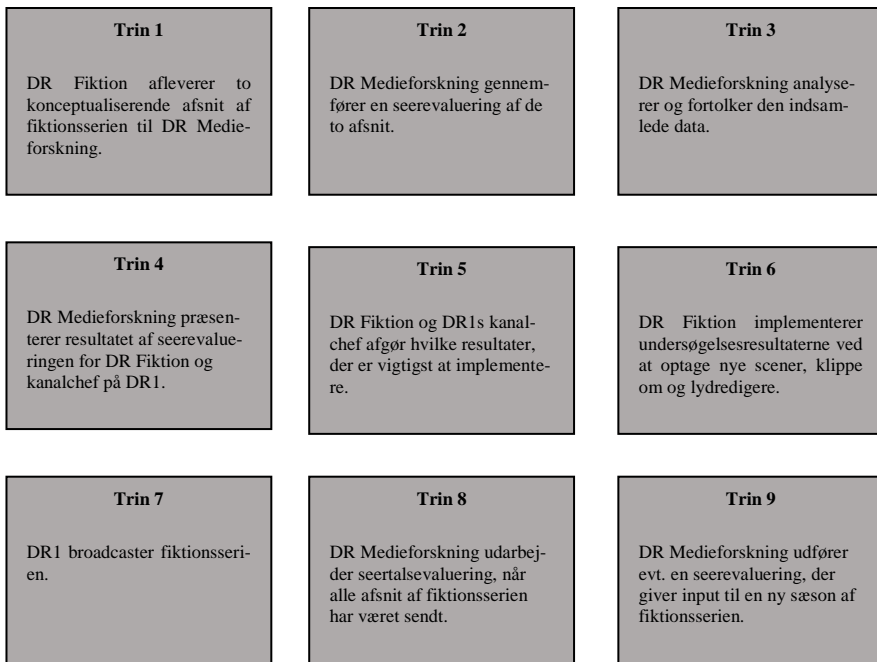 Trin 1
DR Fiktion afleverer to
konceptualiserende afsnit af
fiktionsserien til DR Medie-
forskning.
Trin 2
DR Medieforskning gennem-
fører en seerevaluering af de
to afsnit.
Trin 3
DR Medieforskning analyse-
rer og fortolker den indsam-
lede data.
Trin 4
DR Medieforskning præsen-
terer resultatet af seerevalue-
ringen for DR Fiktion og
kanalchef på DR1.
Trin 5
DR Fiktion og DR1s kanal-
chef afgør hvilke resultater,
der er vigtigst at implemente-
re.
Trin 6
DR Fiktion implementerer
undersøgelsesresultaterne ved
at optage nye scener, klippe
om og lydredigere.
Trin 7
DR1 broadcaster fiktionsseri-
en.
Trin 8
DR Medieforskning udarbej-
der seertalsevaluering, når
alle afsnit af fiktionsserien
har været sendt.
Trin 9
DR Medieforskning udfører
evt. en seerevaluering, der
giver input til en ny sæson af
fiktionsserien.